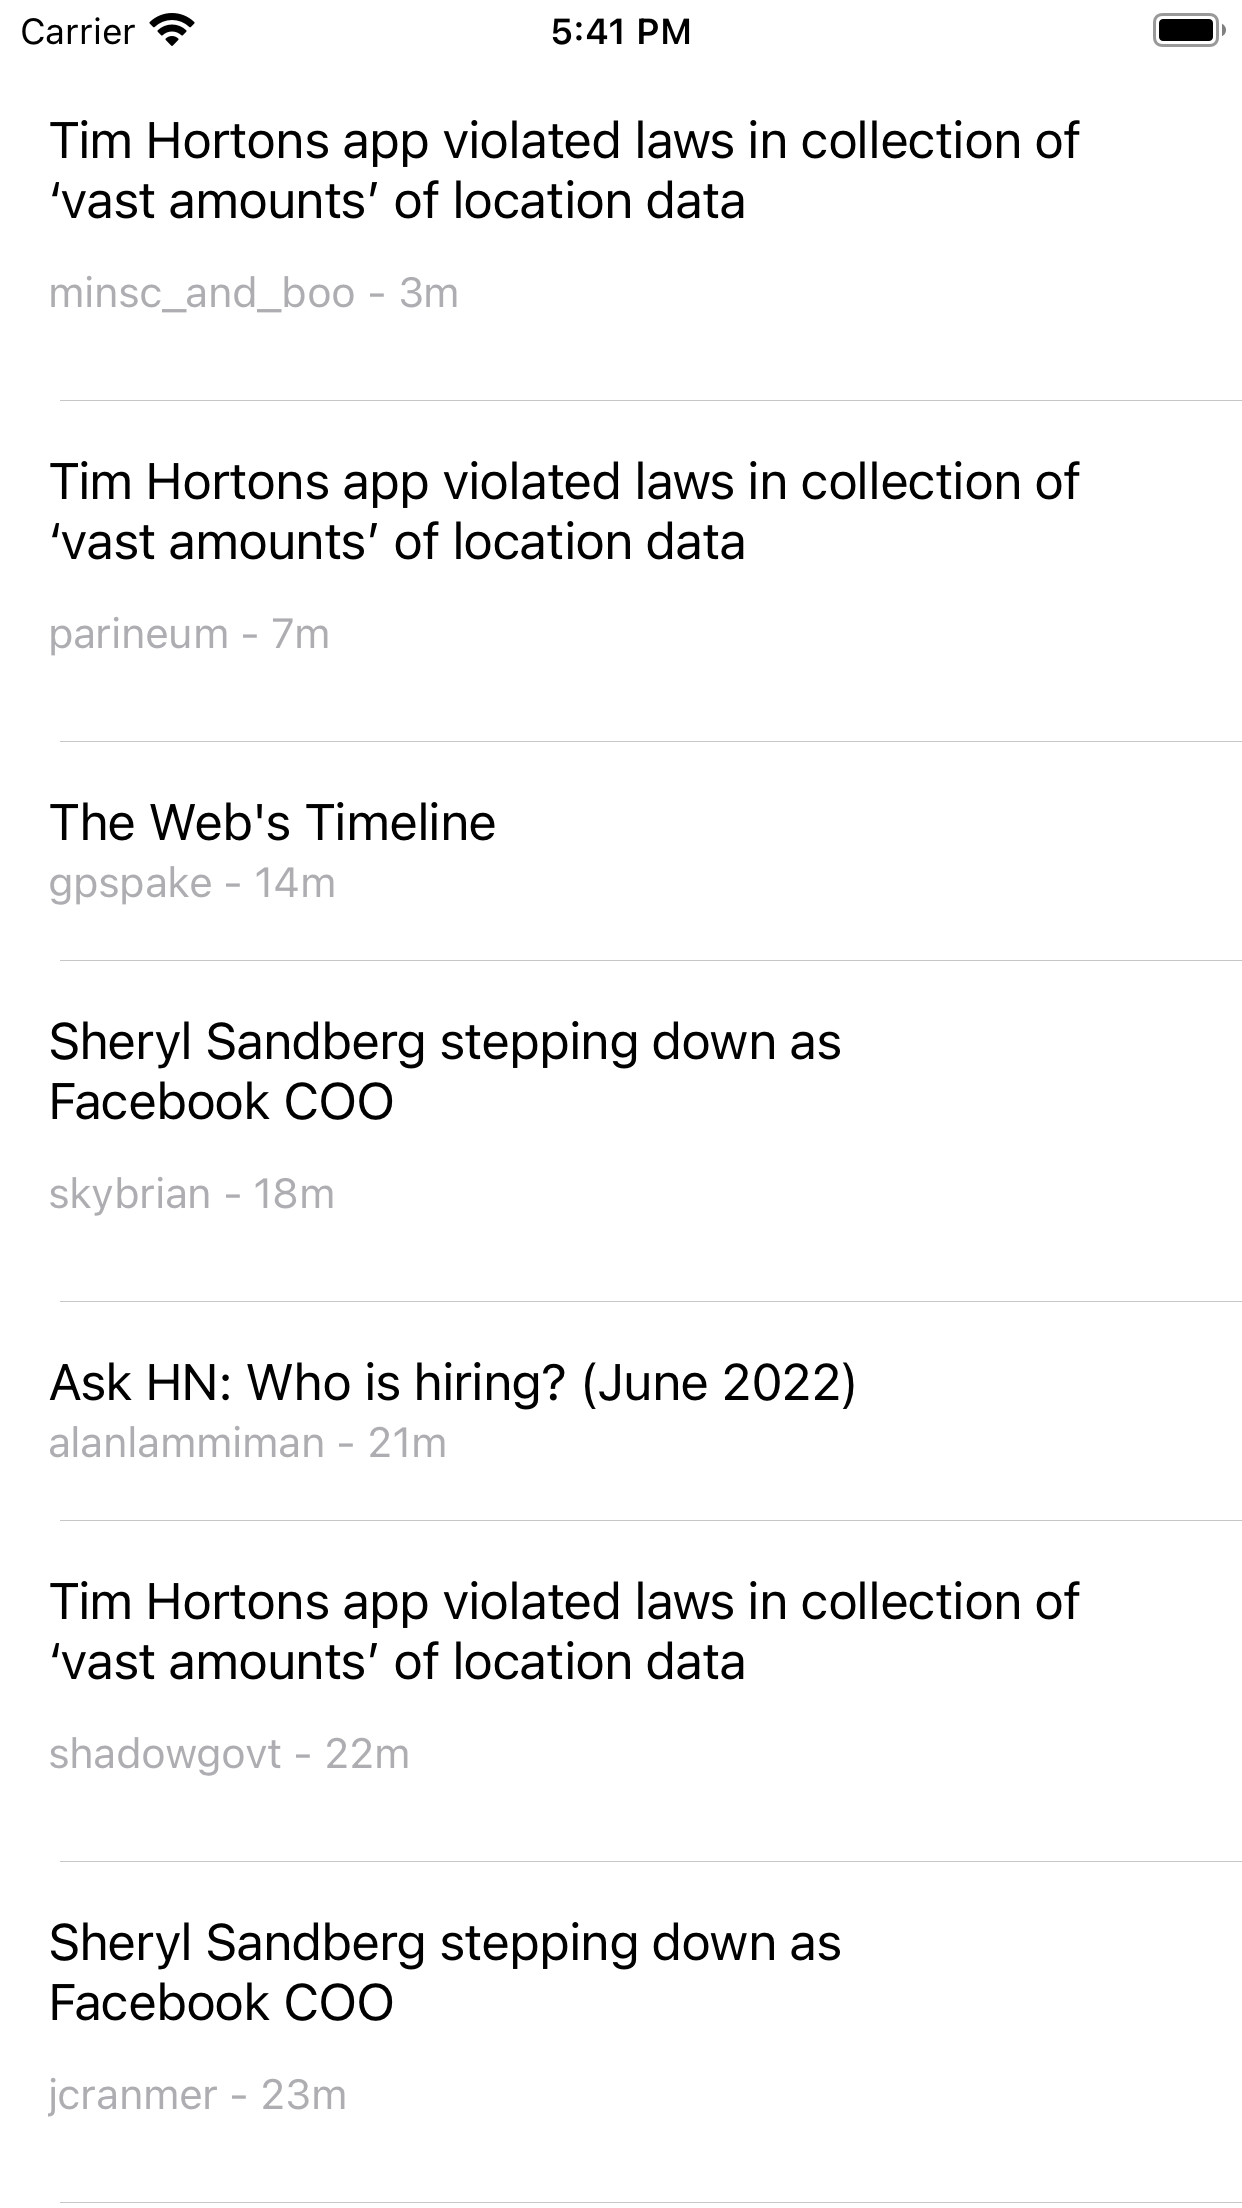 Carrier 5:41 PM
Tim Hortons app violated laws in collection of
‘vast amounts’ of location data
minsc_and_boo - 3m
Tim Hortons app violated laws in collection of
‘vast amounts’ of location data
parineum - 7m
The Web's Timeline
gpspake - 14m
Sheryl Sandberg stepping down as
Facebook COO
skybrian - 18m
Ask HN: Who is hiring? (June 2022)
alanlammiman - 21m
Tim Hortons app violated laws in collection of
‘vast amounts’ of location data
shadowgovt - 22m
Sheryl Sandberg stepping down as
Facebook COO
jcranmer - 23m